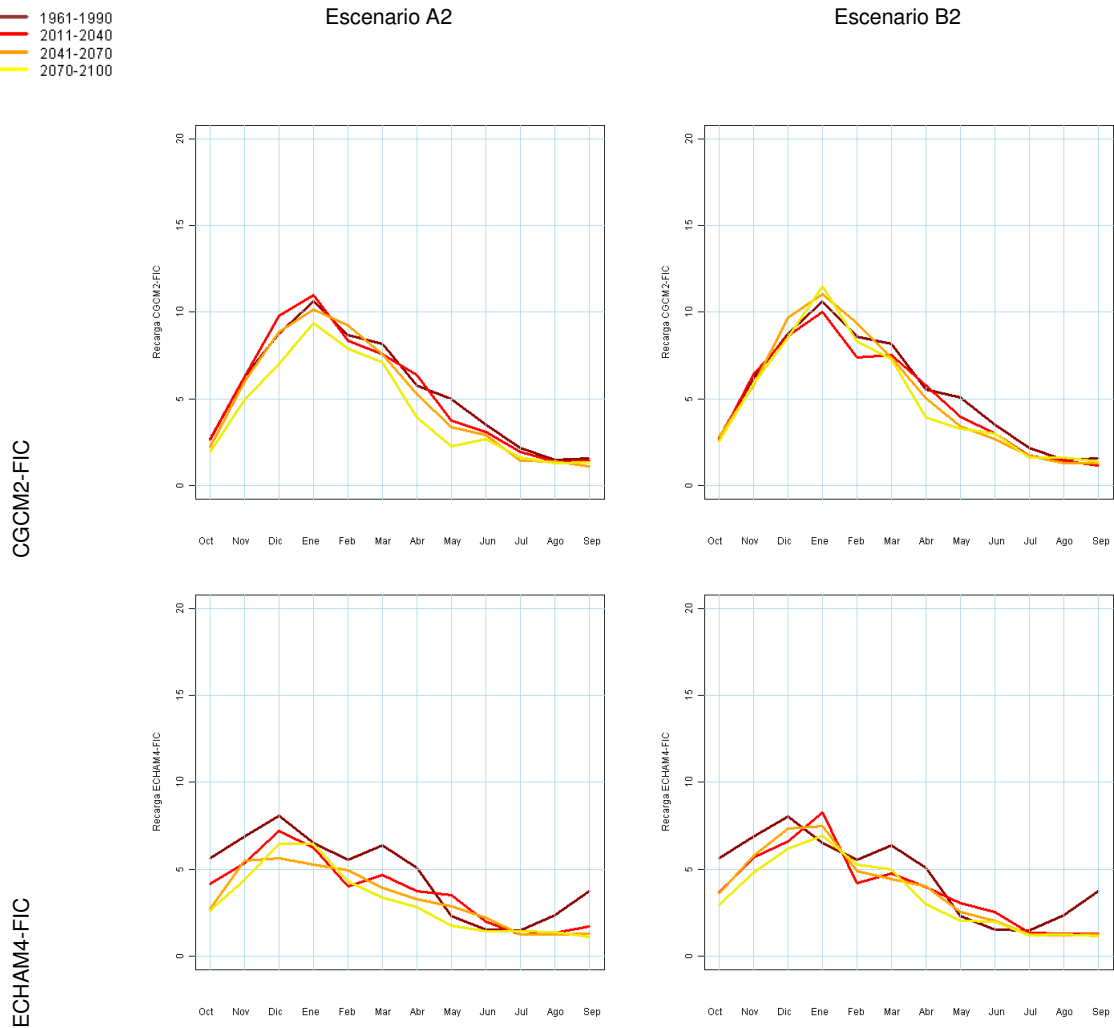 1961-1990
2011-2040
2041-2070
2070-2100
Escenario A2
Escenario B2
CGCM2-FIC
Recarga CGCM2-FIC
20
15
10
5
0
Oct Nov Dic Ene Feb Mar Abr May Jun Jul Ago Sep
Recarga CGCM2-FIC
20
15
10
5
0
Oct Nov Dic Ene Feb Mar Abr May Jun Jul Ago Sep
ECHAM4-FIC
Recarga ECHAM4-FIC
20
15
10
5
0
Oct Nov Dic Ene Feb Mar Abr May Jun Jul Ago Sep
Recarga ECHAM4-FIC
20
15
10
5
0
Oct Nov Dic Ene Feb Mar Abr May Jun Jul Ago Sep